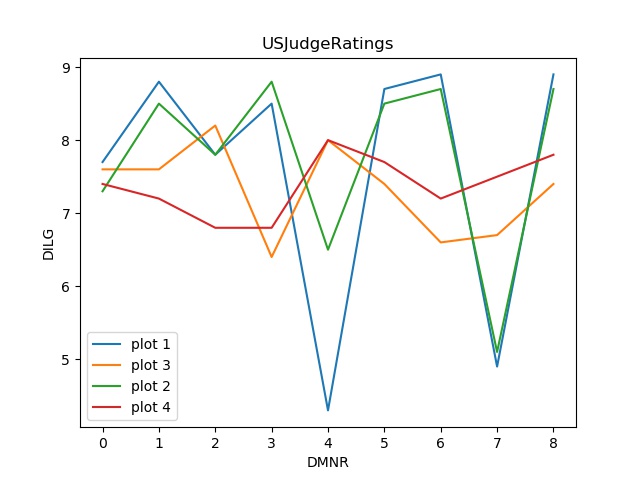 USJudgeRatings
9
8
7
6
5
DILG
plot 1
plot 3
plot 2
plot 4
0 1 2 3 4 5 6 7 8
DMNR